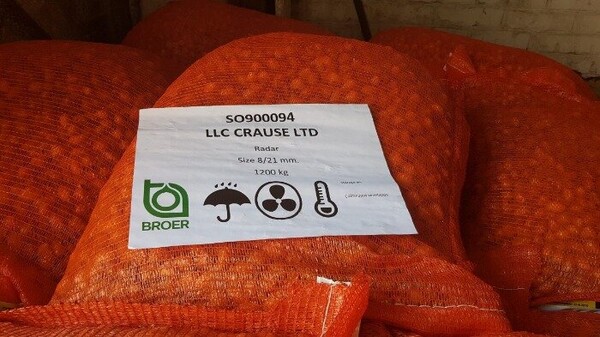 SO900094
LLC CRAUSE LTD
Radar
Size 8/21 mm.
1200 kg
BROER